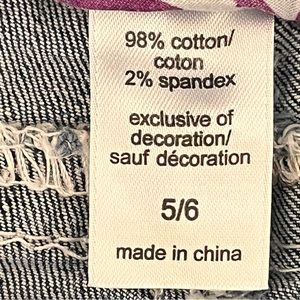 98% cotton/
coton
2% spandex
exclusive of
decoration/
sauf décoration
5/6
made in china